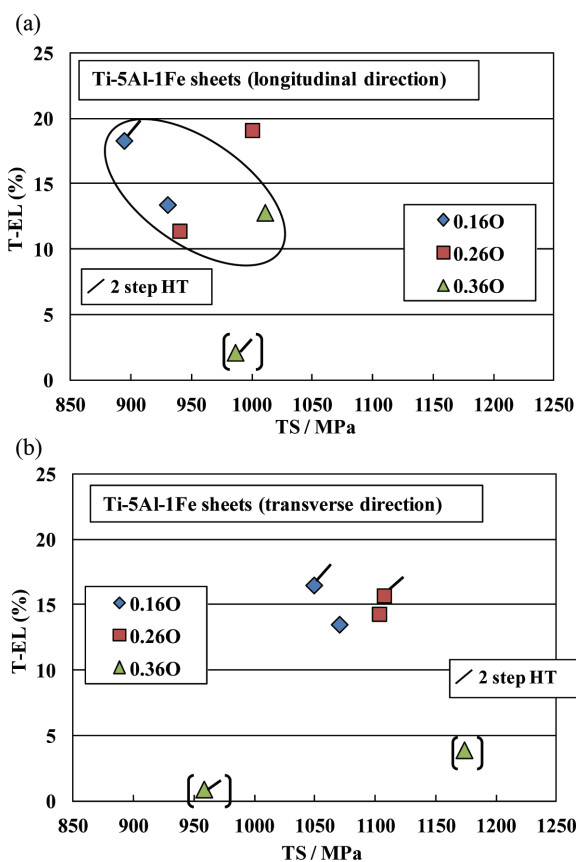 (a)
25
Ti-5Al-1Fe sheets (longitudinal direction)
20
15
T-EL (%)
0.16O
0.26O
0.36O
10
2 step HT
5
0
850 900 950 1000 1050 1100 1150 1200 1250
TS / MPa
(b)
25
Ti-5Al-1Fe sheets (transverse direction)
20
15
T-EL (%)
0.16O
0.26O
0.36O
10
2 step HT
5
0
850 900 950 1000 1050 1100 1150 1200 1250
TS / MPa